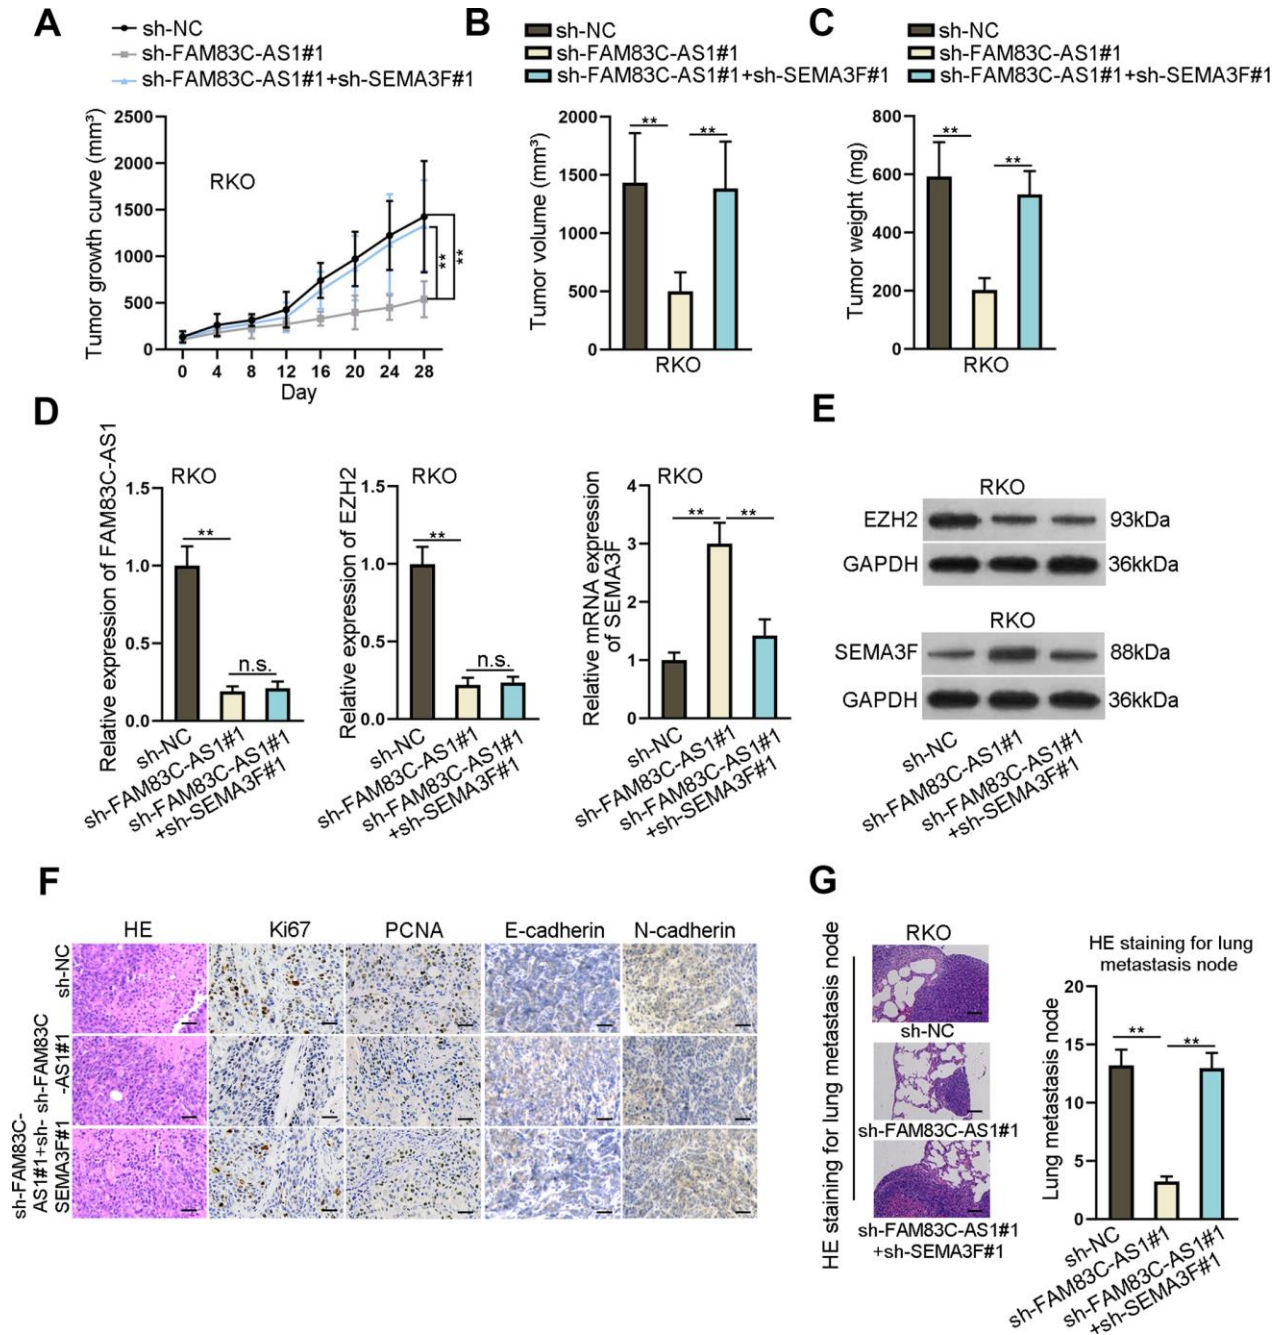 A
sh-NC
sh-FAM83C-AS1#1
sh-FAM83C-AS1#1+sh-SEMA3F#1
Tumor growth curve (mm³)
2500
2000
1500
1000
500
0
RKO
**
**
0 4 8 12 16 20 24 28
Day
B
sh-NC
sh-FAM83C-AS1#1
sh-FAM83C-AS1#1+sh-SEMA3F#1
Tumor volume (mm³)
2000
1500
1000
500
0
**
**
RKO
C
sh-NC
sh-FAM83C-AS1#1
sh-FAM83C-AS1#1+sh-SEMA3F#1
Tumor weight (mg)
800
600
400
200
0
**
**
RKO
D
Relative expression of FAM83C-AS1
RKO
1.5
1.0
0.5
0.0
**
n.s.
sh-NC
sh-FAM83C-AS1#1
sh-FAM83C-AS1#1
+sh-SEMA3F#1
Relative expression of EZH2
RKO
1.5
1.0
0.5
0.0
**
n.s.
sh-NC
sh-FAM83C-AS1#1
sh-FAM83C-AS1#1
+sh-SEMA3F#1
Relative mRNA expression
of SEMA3F
RKO
4
3
2
1
0
**
**
sh-NC
sh-FAM83C-AS1#1
sh-FAM83C-AS1#1
+sh-SEMA3F#1
E
RKO
EZH2 93kDa
GAPDH 36kkDa
RKO
SEMA3F 88kDa
GAPDH 36kkDa
sh-NC
sh-FAM83C-AS1#1
sh-FAM83C-AS1#1
+sh-SEMA3F#1
F
HE Ki67 PCNA E-cadherin N-cadherin
sh-NC
sh-FAM83C
-AS1#1
sh-FAM83C-
AS1#1+sh-
SEMA3F#1
G
HE staining for lung metastasis node
RKO
sh-NC
sh-FAM83C-AS1#1
sh-FAM83C-AS1#1
+sh-SEMA3F#1
HE staining for lung
metastasis node
Lung metastasis node
20
15
10
5
0
**
**
sh-NC
sh-FAM83C-AS1#1
sh-FAM83C-AS1#1
+sh-SEMA3F#1